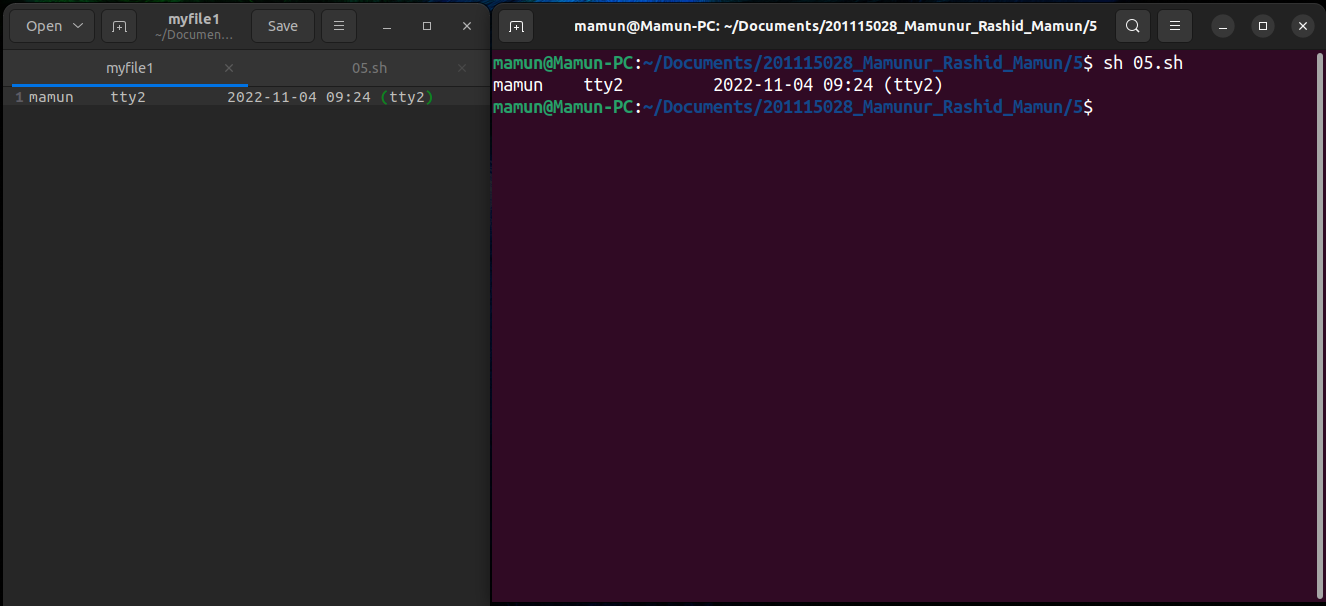 Open
myfile1
~/Documen...
Save
myfile1
05.sh
1 mamun    tty2         2022-11-04 09:24 (tty2)
mamun@Mamun-PC: ~/Documents/201115028_Mamunur_Rashid_Mamun/5
mamun@Mamun-PC:~/Documents/201115028_Mamunur_Rashid_Mamun/5$ sh 05.sh
mamun    tty2         2022-11-04 09:24 (tty2)
mamun@Mamun-PC:~/Documents/201115028_Mamunur_Rashid_Mamun/5$